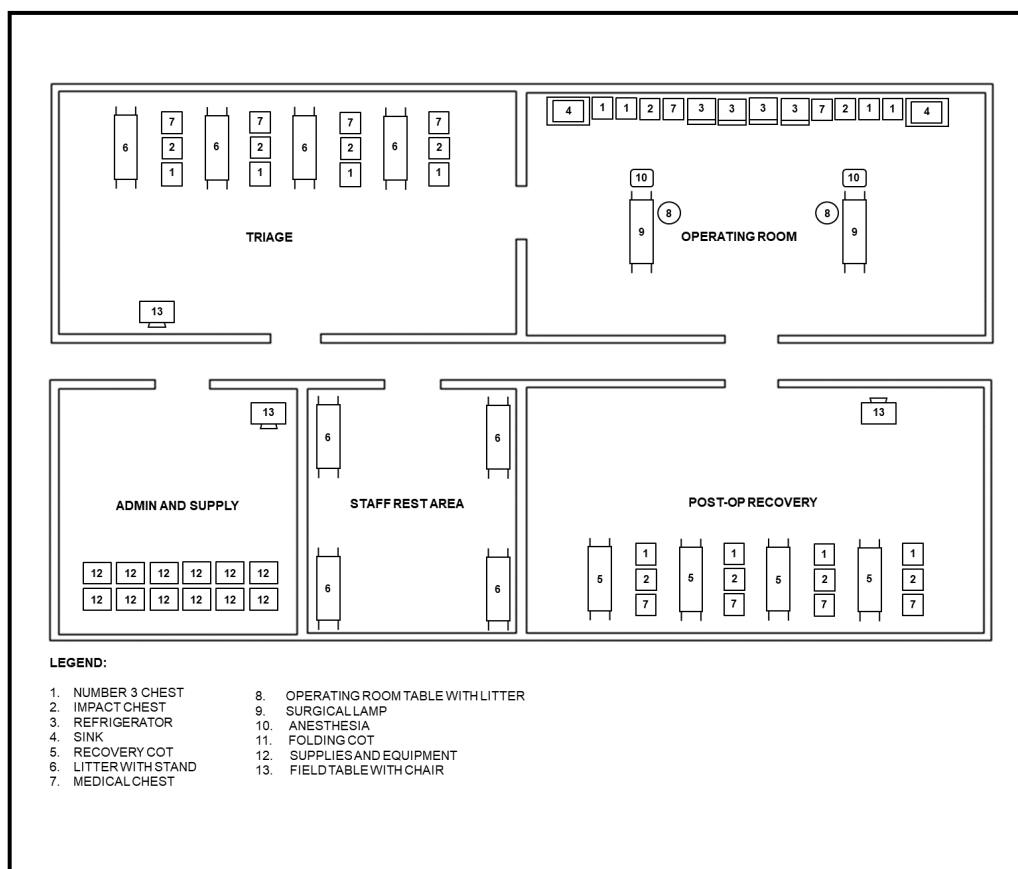 4 1 1 2 7 3 3 3 3 7 2 1 1 4
7 7 7 7
6 6 6 6
2 2 2 2
1 1 1 1
10 10
8 8
9 9
TRIAGE
OPERATING ROOM
13
13 13
6 6
ADMIN AND SUPPLY
STAFF REST AREA
POST-OP RECOVERY
1 1 1 1
12 12 12 12 12 12
5 2 5 2 5 2 5 2
6 6
12 12 12 12 12 12
7 7 7 7
LEGEND:
1. NUMBER 3 CHEST
2. IMPACT CHEST
3. REFRIGERATOR
4. SINK
5. RECOVERY COT
6. LITTER WITH STAND
7. MEDICAL CHEST
8. OPERATING ROOM TABLE WITH LITTER
9. SURGICAL LAMP
10. ANESTHESIA
11. FOLDING COT
12. SUPPLIES AND EQUIPMENT
13. FIELD TABLE WITH CHAIR